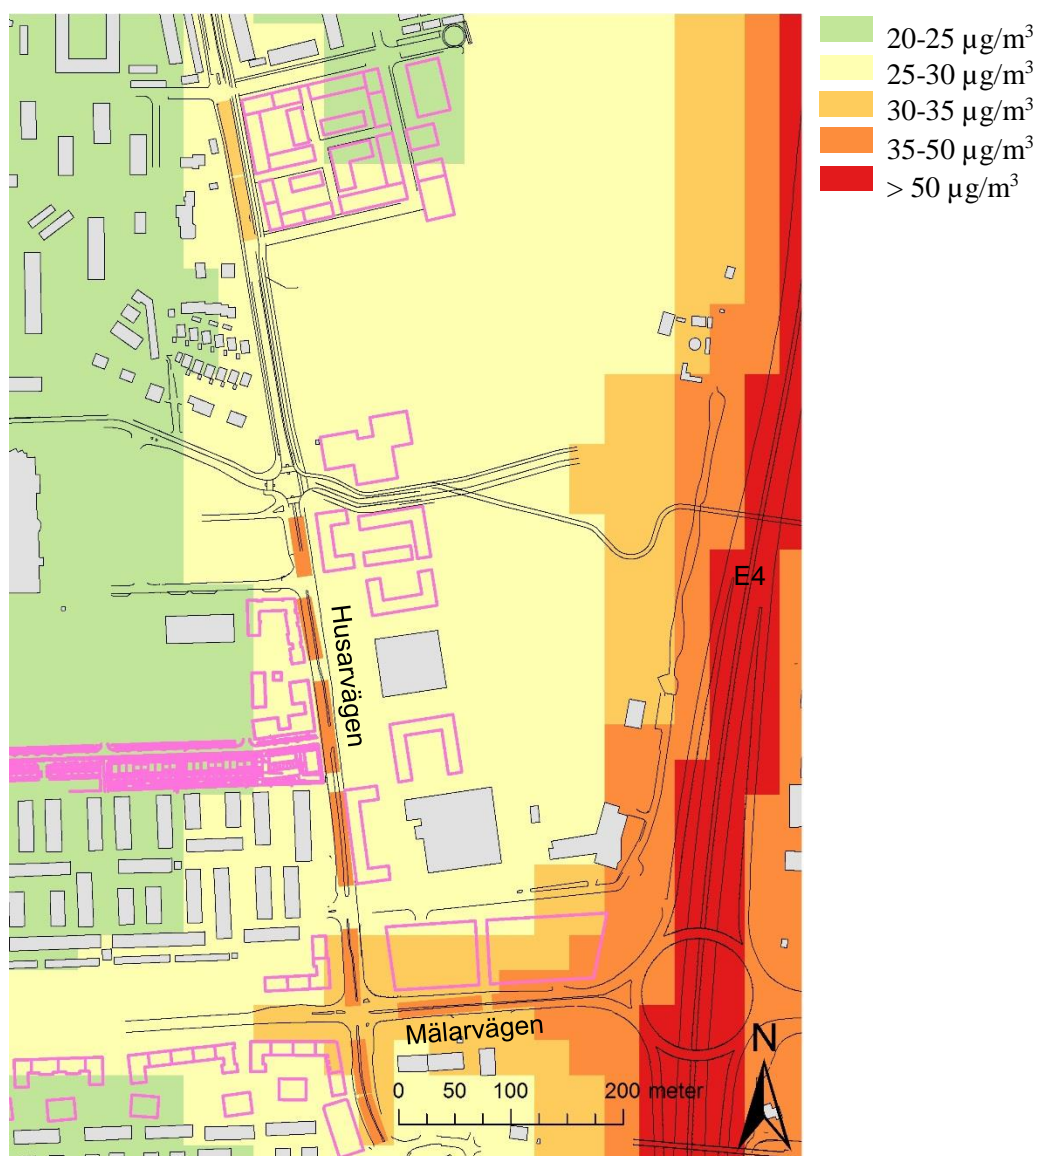 20-25 µg/m³
25-30 µg/m³
30-35 µg/m³
35-50 µg/m³
> 50 µg/m³
E4
Husarvägen
Mälarvägen
N
0 50 100 200 meter